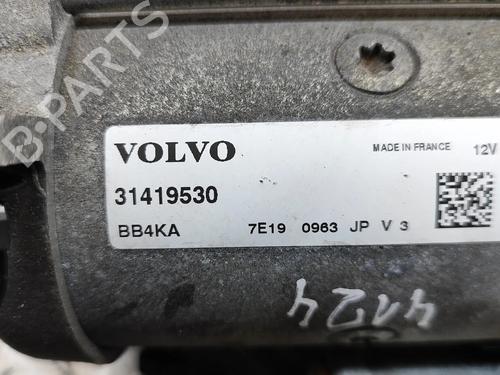 B-PARTS
VOLVO MADE IN FRANCE 12V
31419530
BB4KA 7E19 0963 JP V 3
4124